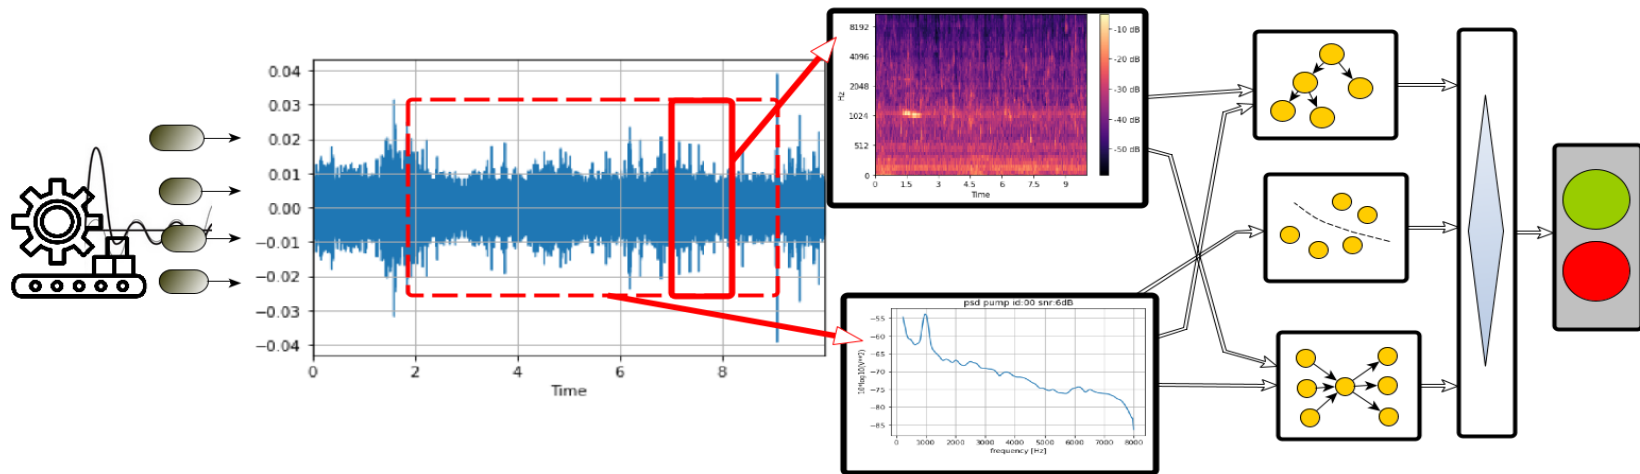 0.04
0.03
0.02
0.01
0.00
−0.01
−0.02
−0.03
−0.04
0 2 4 6 8
Time
8192
4096
2048
1024
512
0
Hz
0 1.5 3 4.5 6 7.5 9
Time
-10 dB
-20 dB
-30 dB
-40 dB
-50 dB
psd pump id:00 snr:6dB
−55
−60
−65
−70
−75
−80
−85
0 1000 2000 3000 4000 5000 6000 7000 8000
frequency [Hz]